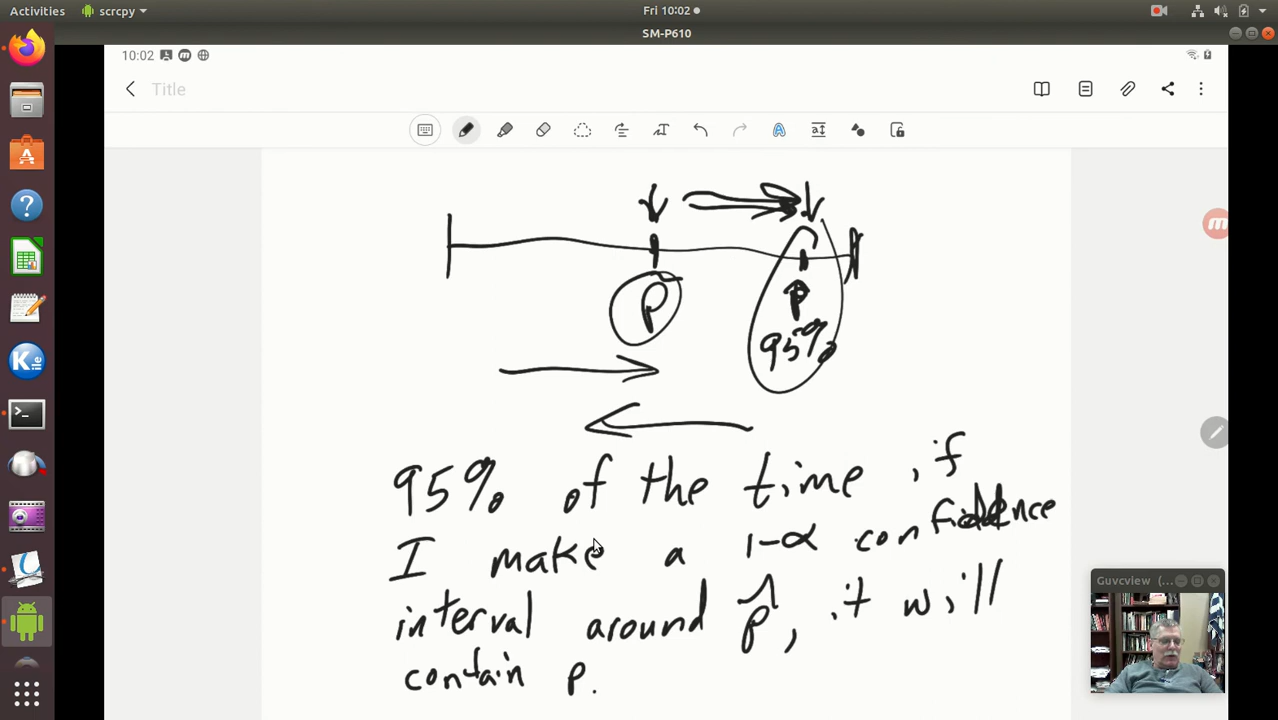 Activities scrcpy Fri 10:02
SM-P610
10:02
Title
p
p̂
95%
95% of the time, if
I make a 1-α confidence
interval around p̂, it will
contain p.
Guvcview (...